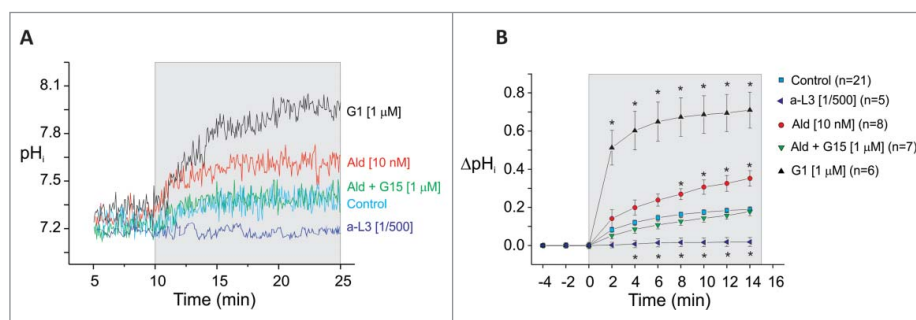 A
8.1
7.8
7.5
7.2
pHi
G1 [1 μM]
Ald [10 nM]
Ald + G15 [1 μM]
Control
a-L3 [1/500]
5 10 15 20 25
Time (min)
B
0.8
0.6
0.4
0.2
0.0
ΔpHi
* * * * * * *
* * * *
* * * * * *
-4 -2 0 2 4 6 8 10 12 14 16
Time (min)
Control (n=21)
a-L3 [1/500] (n=5)
Ald [10 nM] (n=8)
Ald + G15 [1 μM] (n=7)
G1 [1 μM] (n=6)